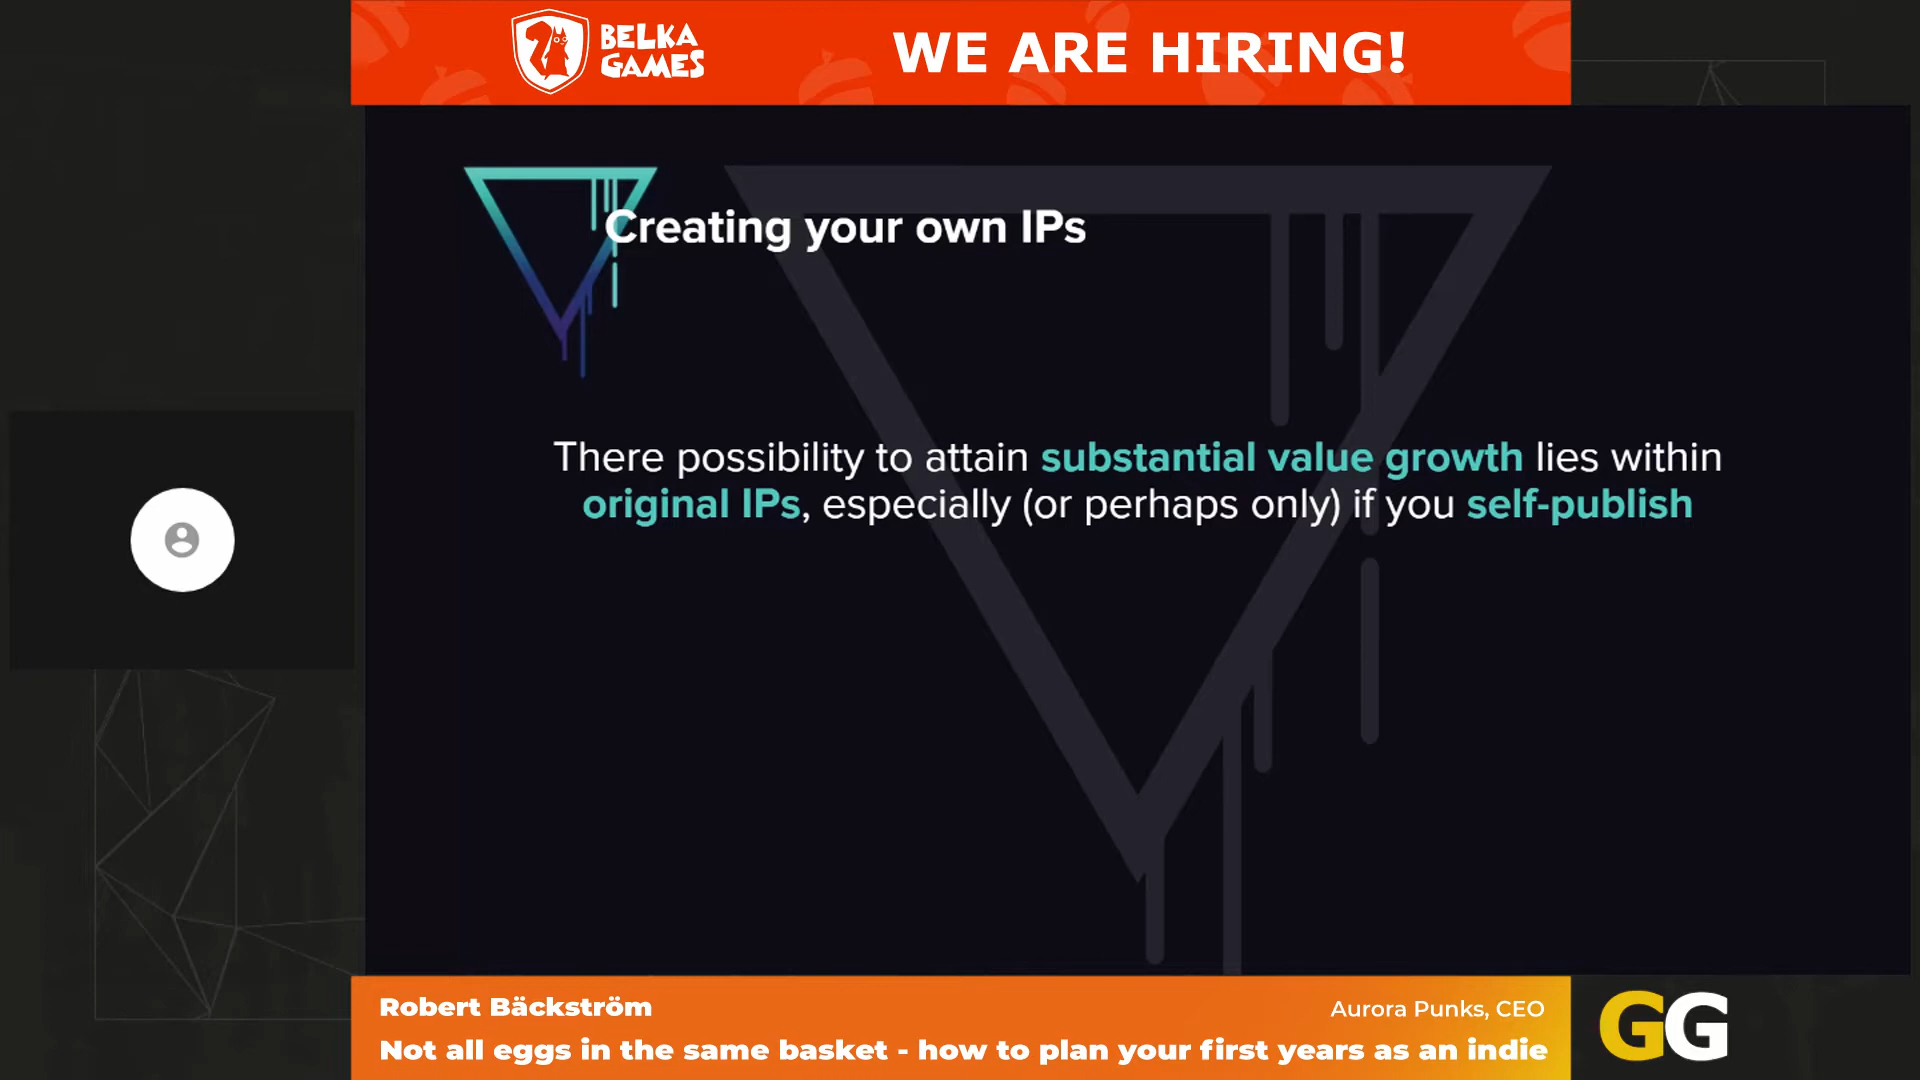 BELKA
GAMES
WE ARE HIRING!
Creating your own IPs
There possibility to attain substantial value growth lies within
original IPs, especially (or perhaps only) if you self-publish
Robert Bäckström
Aurora Punks, CEO
Not all eggs in the same basket - how to plan your first years as an indie
GG